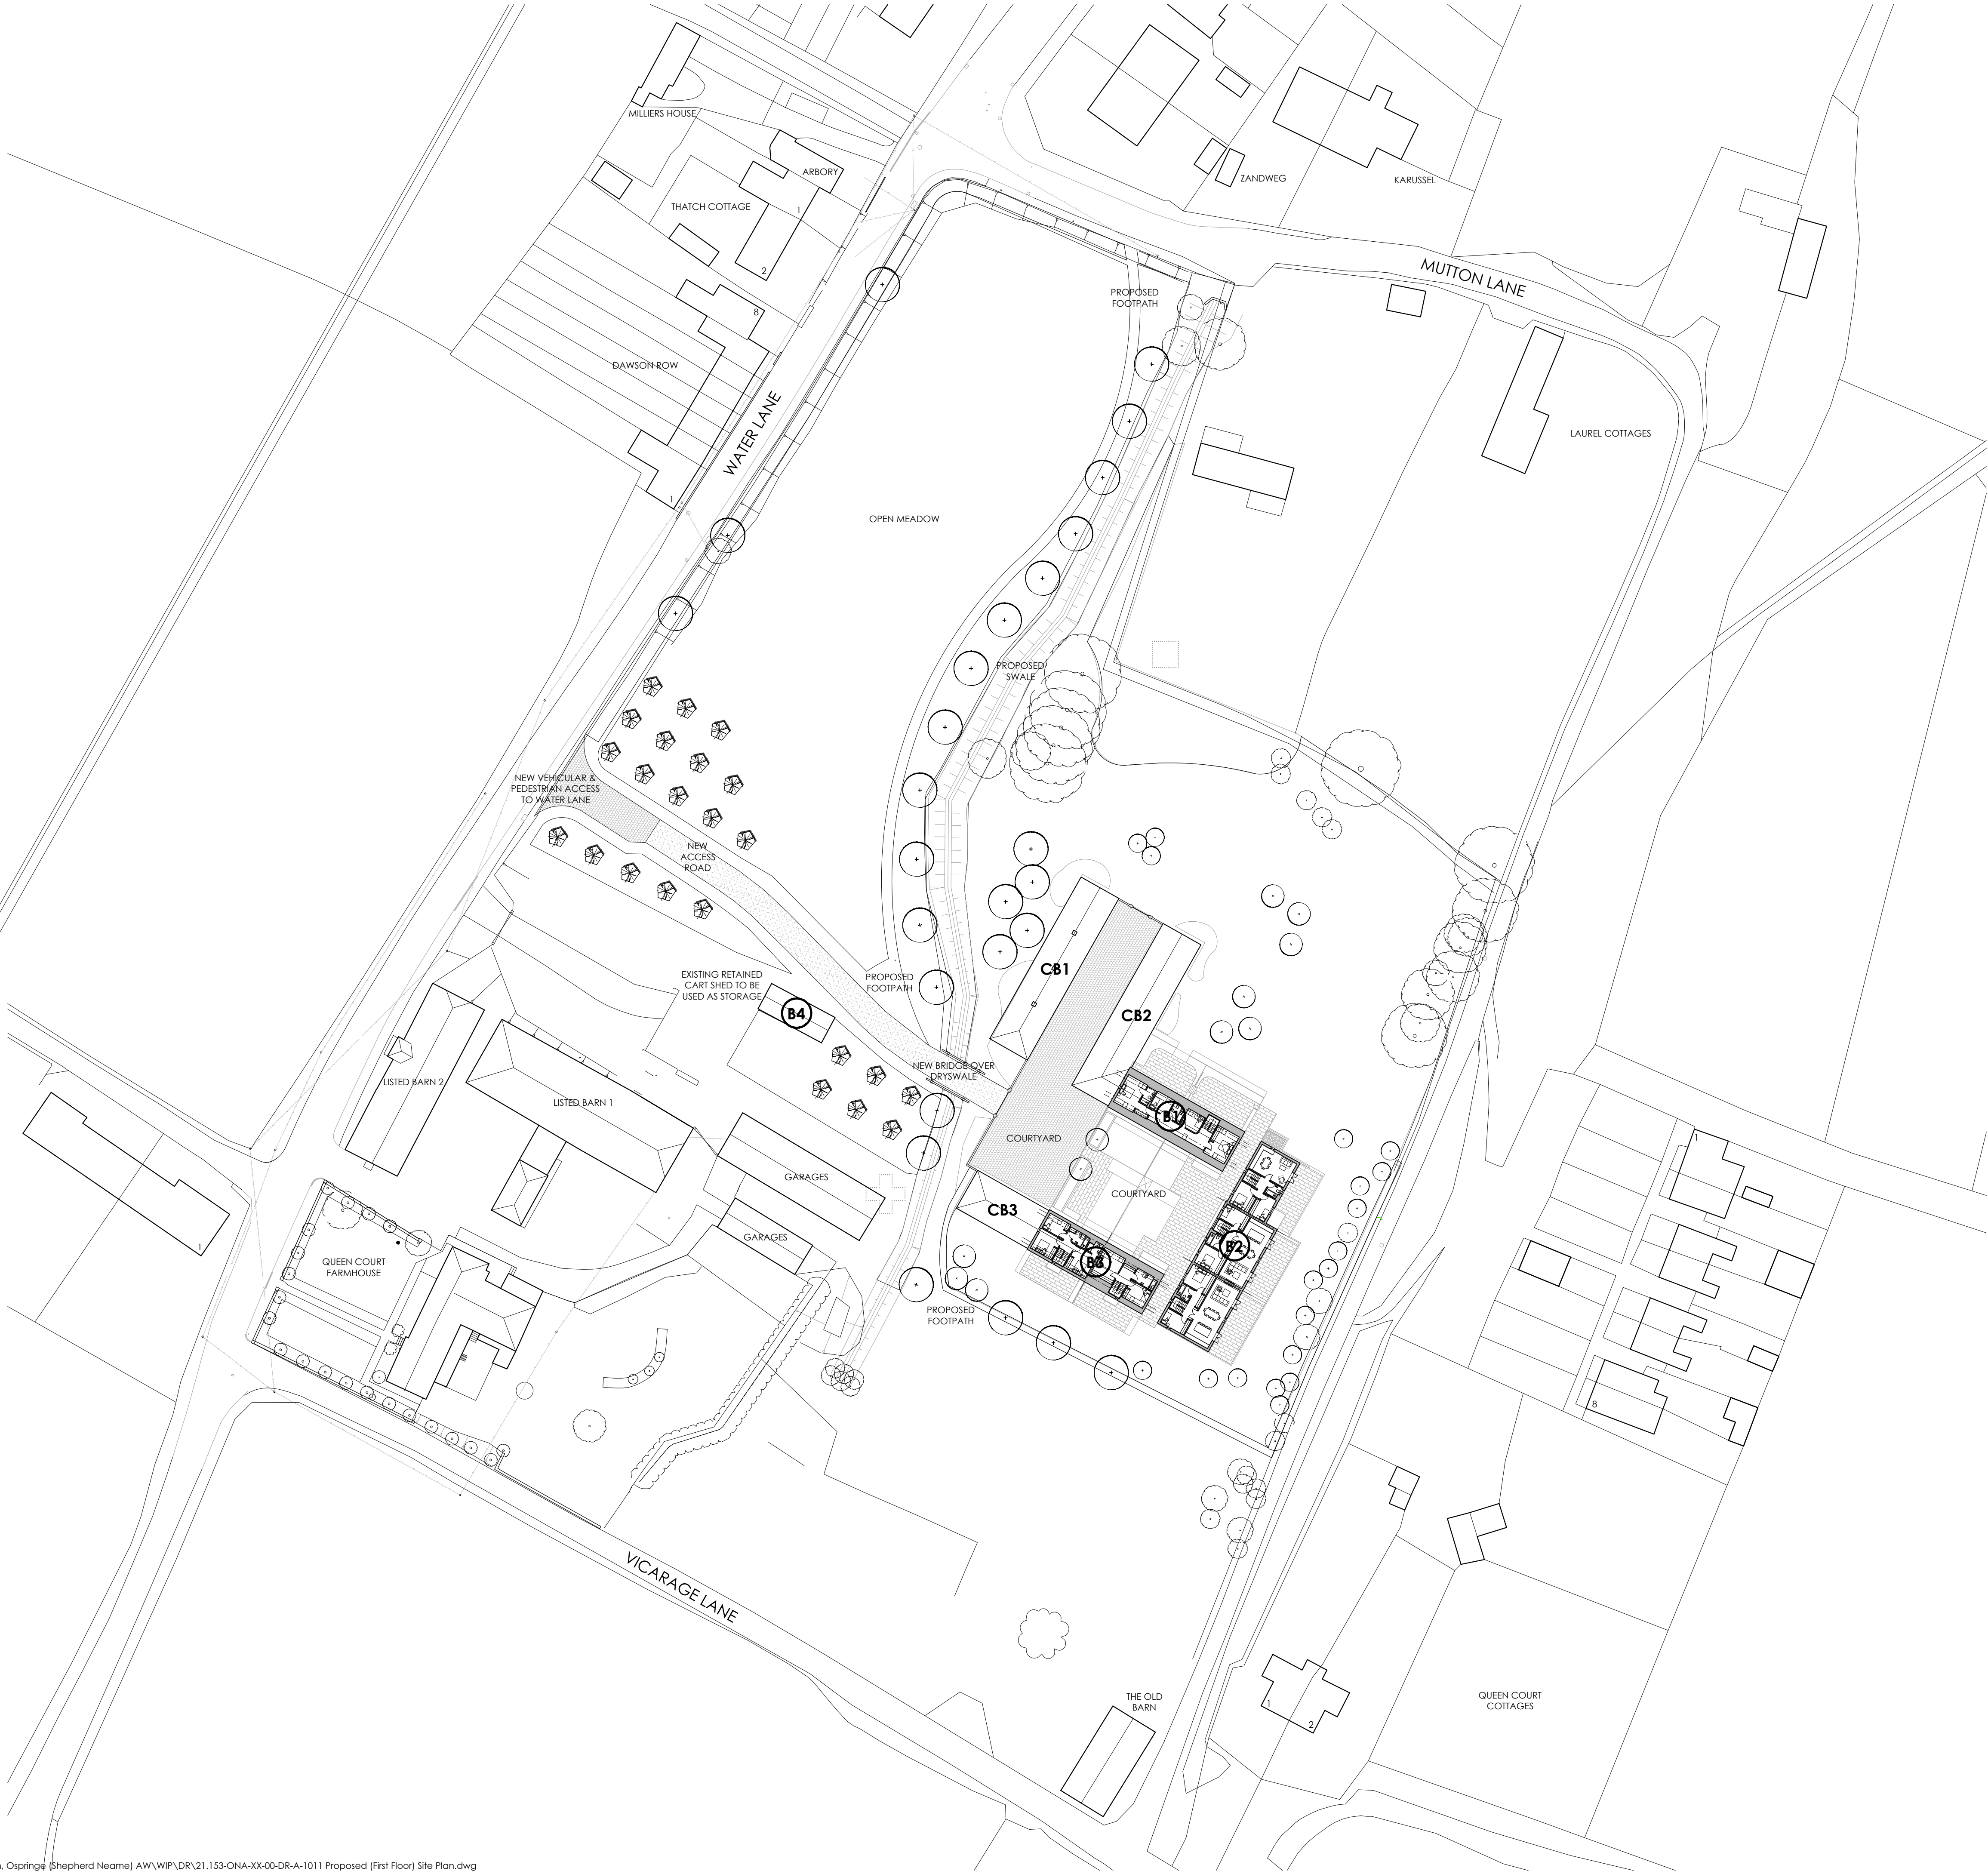 MILLIERS HOUSE
ARBORY
THATCH COTTAGE
1
2
ZANDWEG
KARUSSEL
MUTTON LANE
PROPOSED
FOOTPATH
8
DAWSON ROW
WATER LANE
1
LAUREL COTTAGES
OPEN MEADOW
PROPOSED
SWALE
NEW VEHICULAR &
PEDESTRIAN ACCESS
TO WATER LANE
NEW
ACCESS
ROAD
EXISTING RETAINED
CART SHED TO BE
USED AS STORAGE
B4
PROPOSED
FOOTPATH
CB1
CB2
NEW BRIDGE OVER
DRYSWALE
LISTED BARN 2
LISTED BARN 1
B1
COURTYARD
COURTYARD
GARAGES
CB3
GARAGES
B3
B2
QUEEN COURT
FARMHOUSE
1
PROPOSED
FOOTPATH
1
8
VICARAGE LANE
THE OLD
BARN
1
2
QUEEN COURT
COTTAGES
, Ospringe (Shepherd Neame) AW\WIP\DR\21.153-ONA-XX-00-DR-A-1011 Proposed (First Floor) Site Plan.dwg